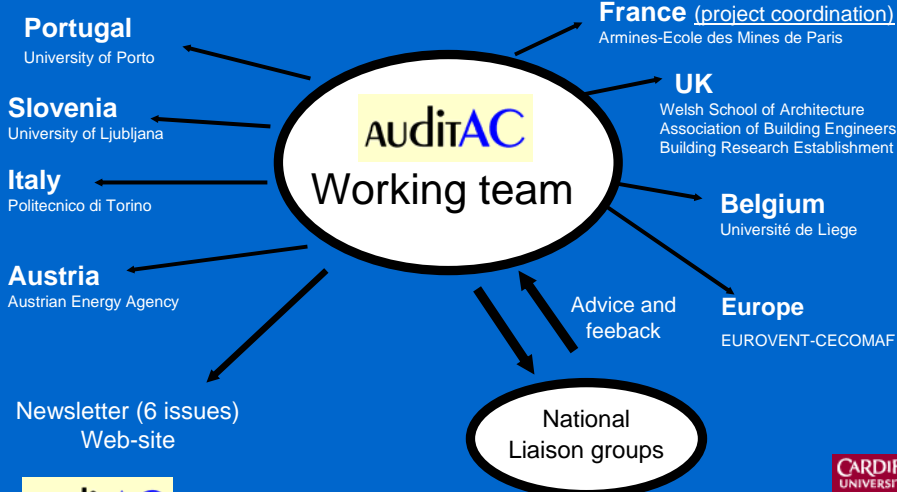 Portugal
University of Porto
Slovenia
University of Ljubljana
Italy
Politecnico di Torino
Austria
Austrian Energy Agency
AUdiTAC
Working team
France (project coordination)
Armines-Ecole des Mines de Paris
UK
Welsh School of Architecture
Association of Building Engineers
Building Research Establishment
Belgium
Université de Lìege
Europe
EUROVENT-CECOMAF
Advice and
feeback
Newsletter (6 issues)
Web-site
National
Liaison groups